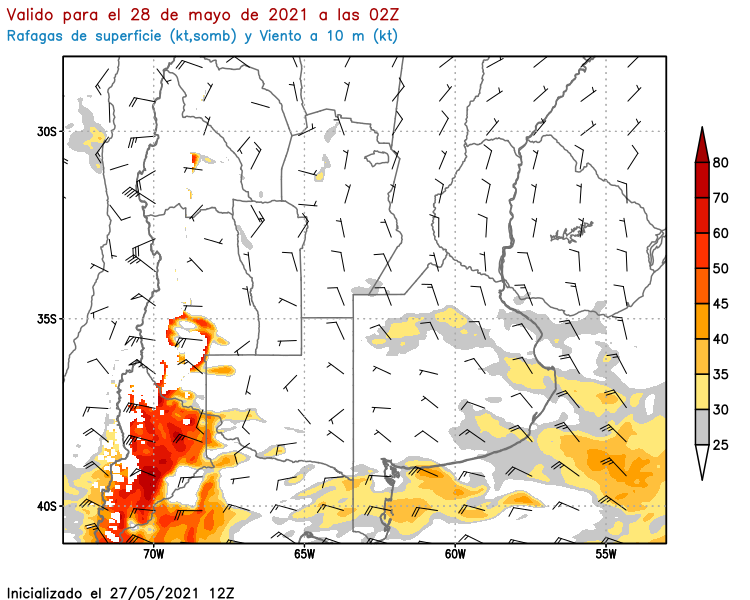 Valido para el 28 de mayo de 2021 a las 02Z
Rafagas de superficie (kt,somb) y Viento a 10 m (kt)
80
30S
70
60
50
45
35S
40
35
30
25
40S
70W 65W 60W 55W
Inicializado el 27/05/2021 12Z